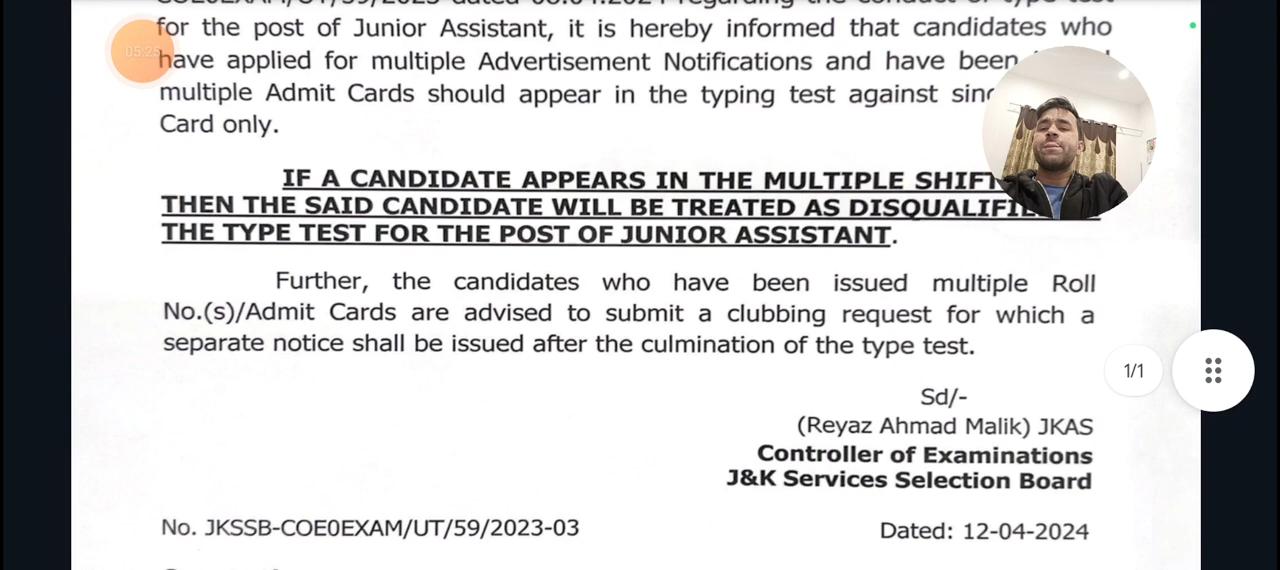 for the post of Junior Assistant, it is hereby informed that candidates who
05:25
have applied for multiple Advertisement Notifications and have been
multiple Admit Cards should appear in the typing test against
Card only.
IF A CANDIDATE APPEARS IN THE MULTIPLE
THEN THE SAID CANDIDATE WILL BE TREATED AS
THE TYPE TEST FOR THE POST OF JUNIOR ASSISTANT.
Further, the candidates who have been issued multiple Roll
No.(s)/Admit Cards are advised to submit a clubbing request for which a
separate notice shall be issued after the culmination of the type test.
1/1
Sd/-
(Reyaz Ahmad Malik) JKAS
Controller of Examinations
J&K Services Selection Board
No. JKSSB-COE0EXAM/UT/59/2023-03
Dated: 12-04-2024